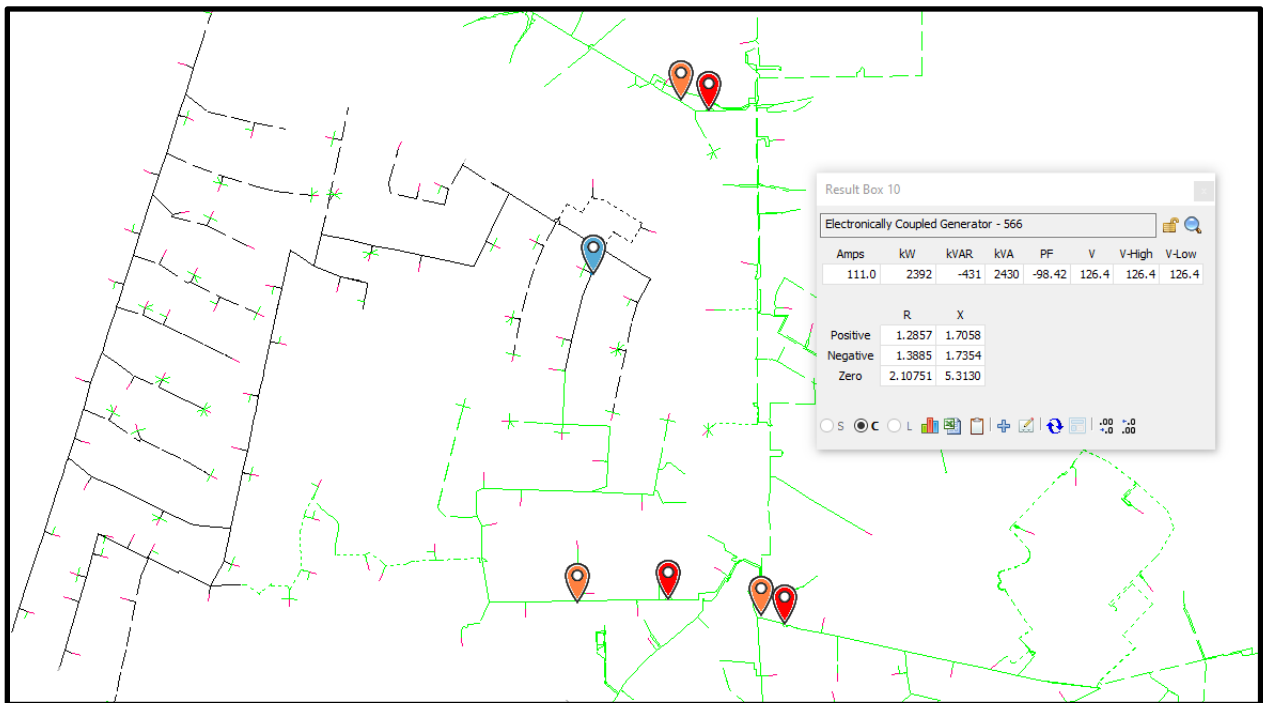 Result Box 10
Electronically Coupled Generator - 566
Amps kW kVAR kVA PF V V-High V-Low
111.0 2392 -431 2430 -98.42 126.4 126.4 126.4
R X
Positive 1.2857 1.7058
Negative 1.3885 1.7354
Zero 2.10751 5.3130
S C L .00 .0 .0 .00